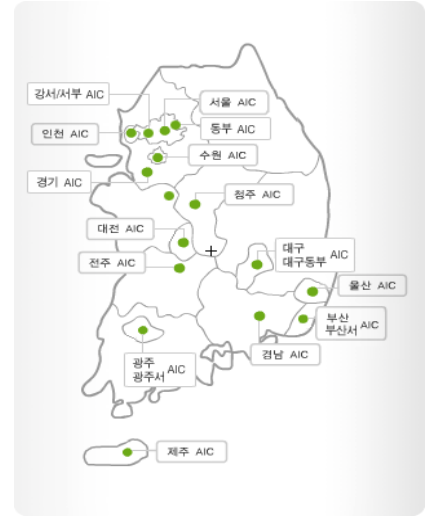 강서/서부 AIC
서울 AIC
인천 AIC
동부 AIC
수원 AIC
경기 AIC
청주 AIC
대전 AIC
전주 AIC
대구
대구동부 AIC
울산 AIC
부산
부산서 AIC
경남 AIC
광주
광주서 AIC
제주 AIC